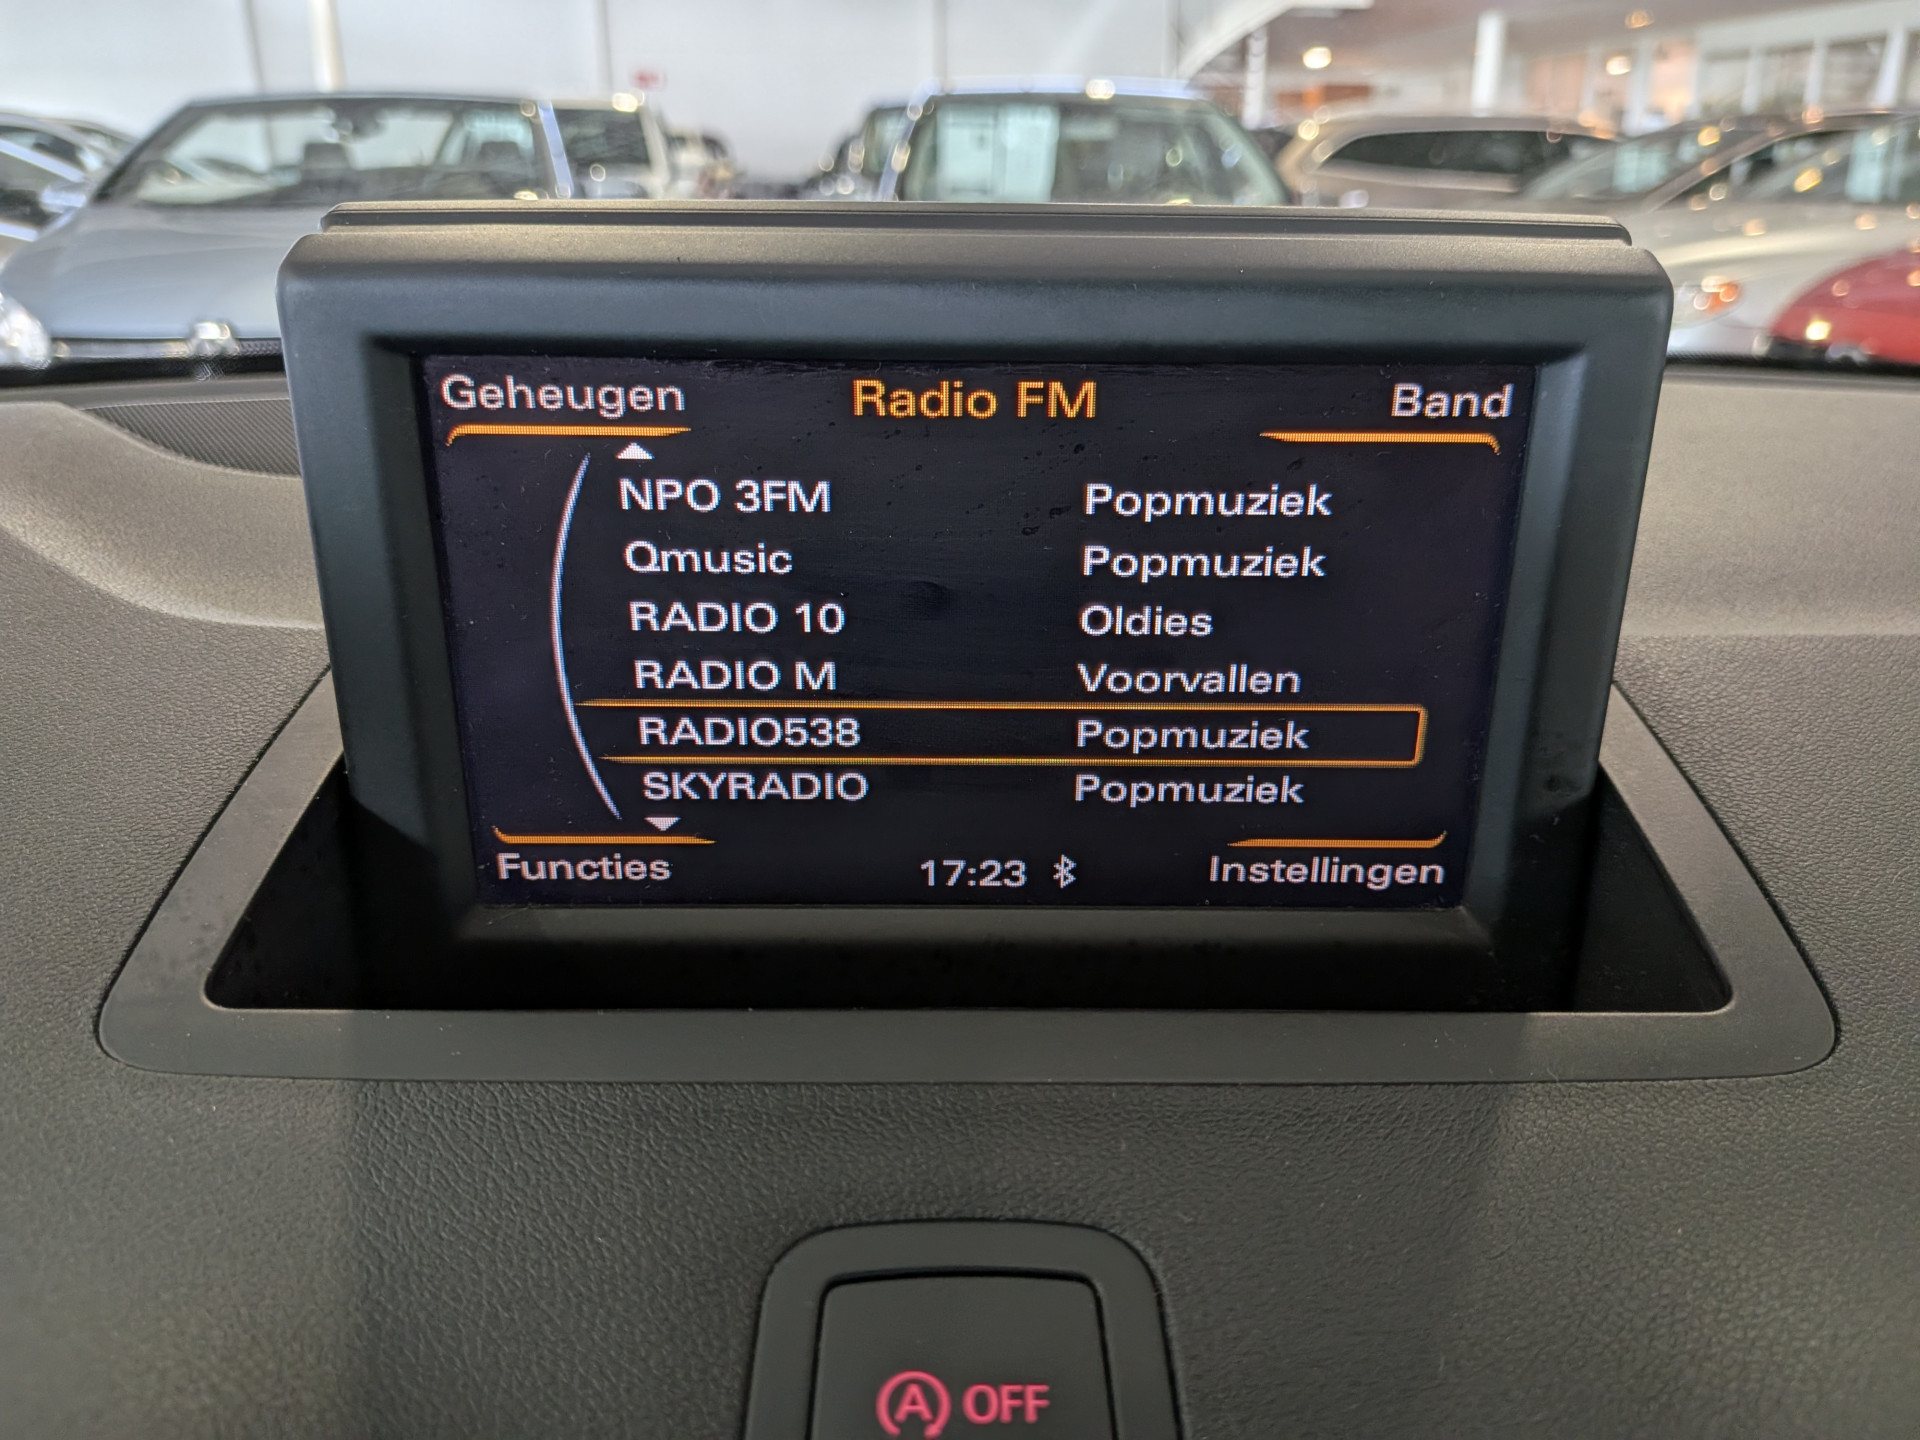 Geheugen Radio FM Band
NPO 3FM Popmuziek
Qmusic Popmuziek
RADIO 10 Oldies
RADIO M Voorvallen
RADIO538 Popmuziek
SKYRADIO Popmuziek
Functies 17:23 Instellingen
A OFF